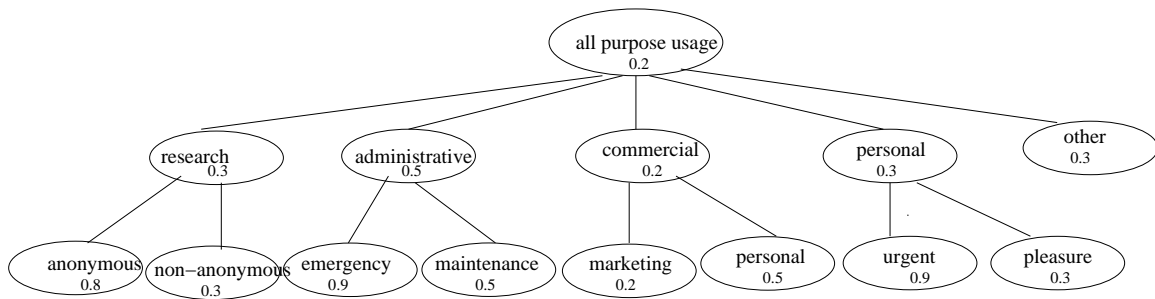 all purpose usage
0.2
research
0.3
administrative
0.5
commercial
0.2
personal
0.3
other
0.3
anonymous
0.8
non−anonymous
0.3
emergency
0.9
maintenance
0.5
marketing
0.2
personal
0.5
urgent
0.9
pleasure
0.3